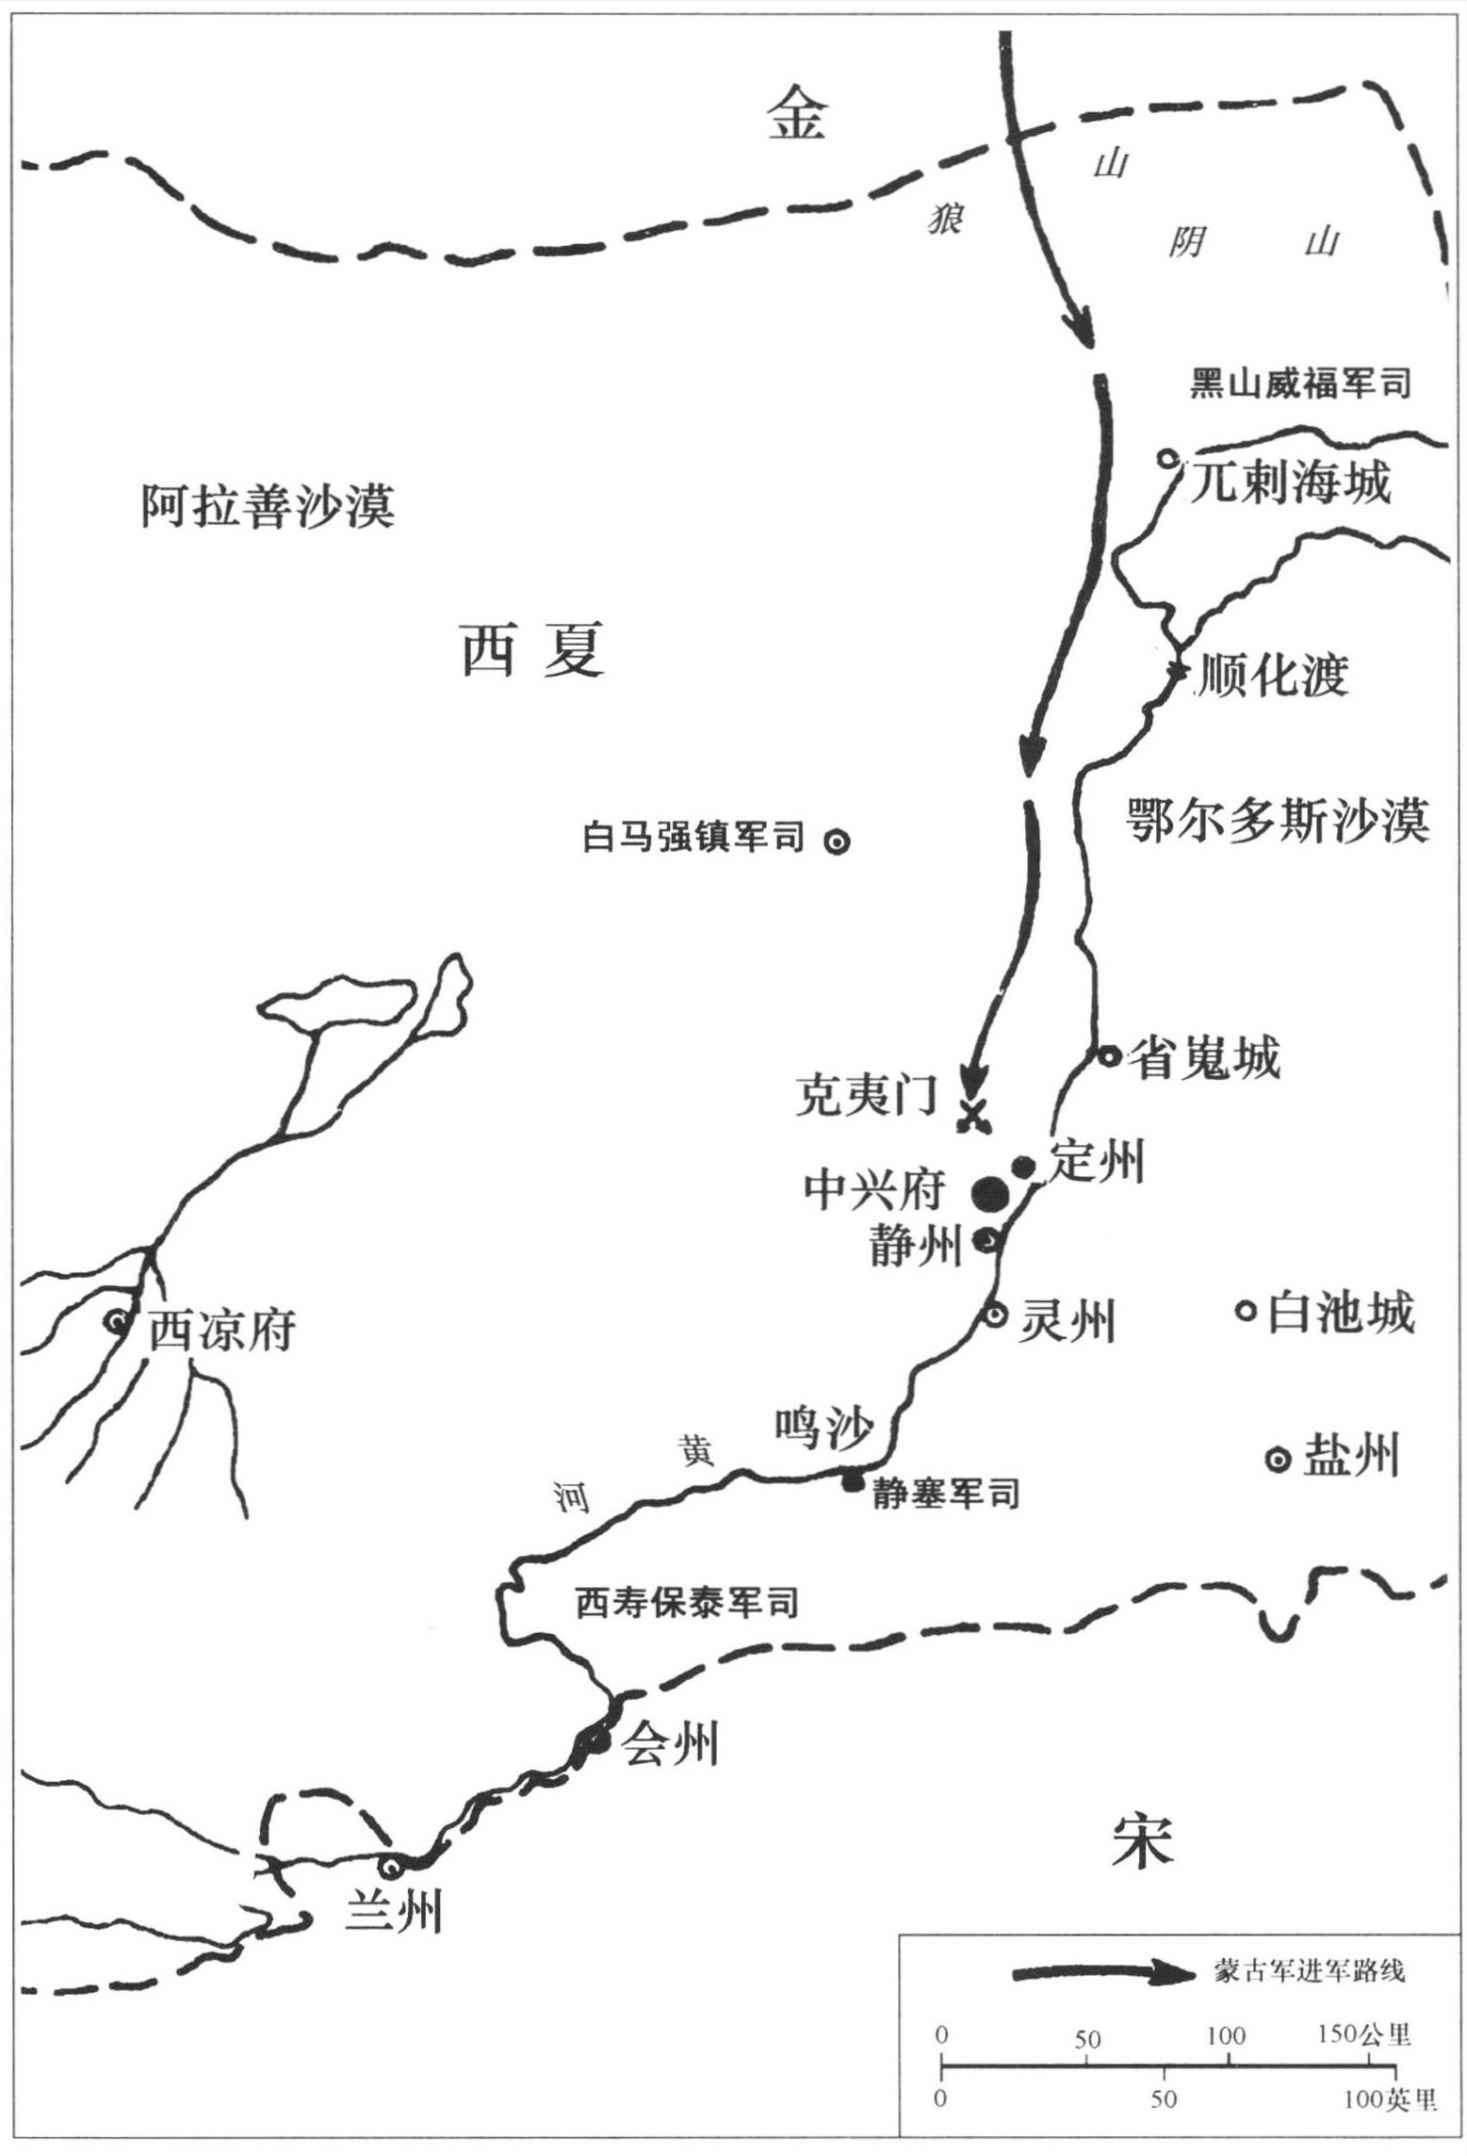 金
山
狼
阴 山
黑山威福军司
兀剌海城
阿拉善沙漠
西夏
顺化渡
鄂尔多斯沙漠
白马强镇军司
省嵬城
克夷门
定州
中兴府
静州
西凉府
灵州
白池城
鸣沙
黄
河
盐州
静塞军司
西寿保泰军司
会州
宋
兰州
蒙古军进军路线
0 50 100 150公里
0 50 100英里